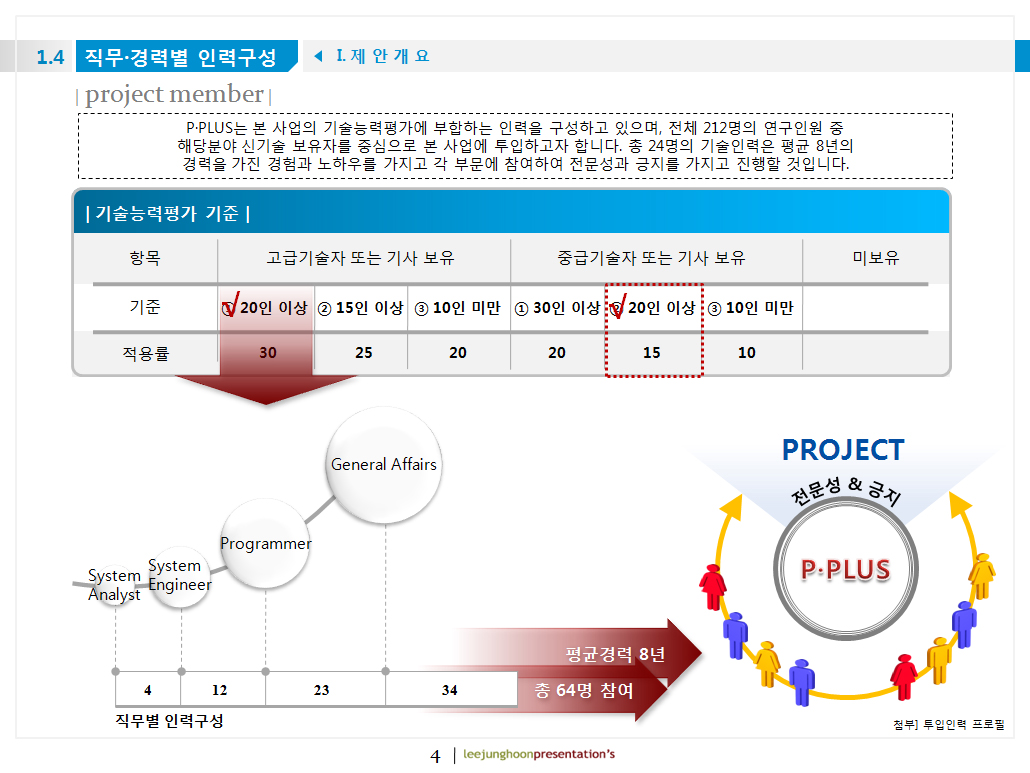 1.4 직무·경력별 인력구성 Ⅰ.제 안 개 요
| project member |
P·PLUS는 본 사업의 기술능력평가에 부합하는 인력을 구성하고 있으며, 전체 212명의 연구인원 중
해당분야 신기술 보유자를 중심으로 본 사업에 투입하고자 합니다. 총 24명의 기술인력은 평균 8년의
경력을 가진 경험과 노하우를 가지고 각 부문에 참여하여 전문성과 긍지를 가지고 진행할 것입니다.
| 기술능력평가 기준 |
항목 고급기술자 또는 기사 보유 중급기술자 또는 기사 보유 미보유
기준 ① 20인 이상 ② 15인 이상 ③ 10인 미만 ① 30인 이상 ② 20인 이상 ③ 10인 미만
적용률 30 25 20 20 15 10
General Affairs
Programmer
System
Engineer
System
Analyst
4 12 23 34
직무별 인력구성
평균경력 8년
총 64명 참여
PROJECT
전문성 & 긍지
P·PLUS
첨부] 투입인력 프로필
4 | leejunghoonpresentation's